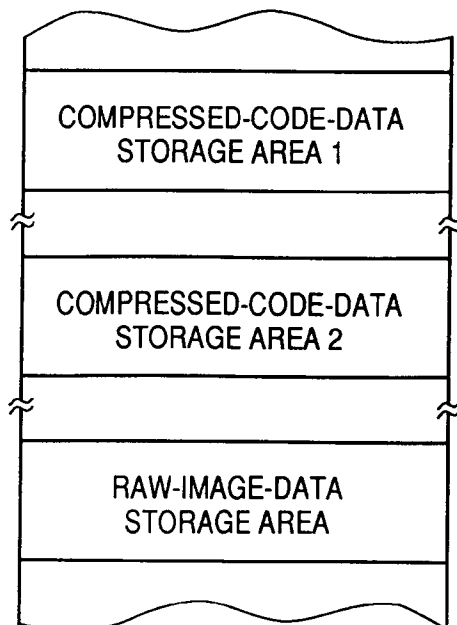 COMPRESSED-CODE-DATA
STORAGE AREA 1
COMPRESSED-CODE-DATA
STORAGE AREA 2
RAW-IMAGE-DATA
STORAGE AREA